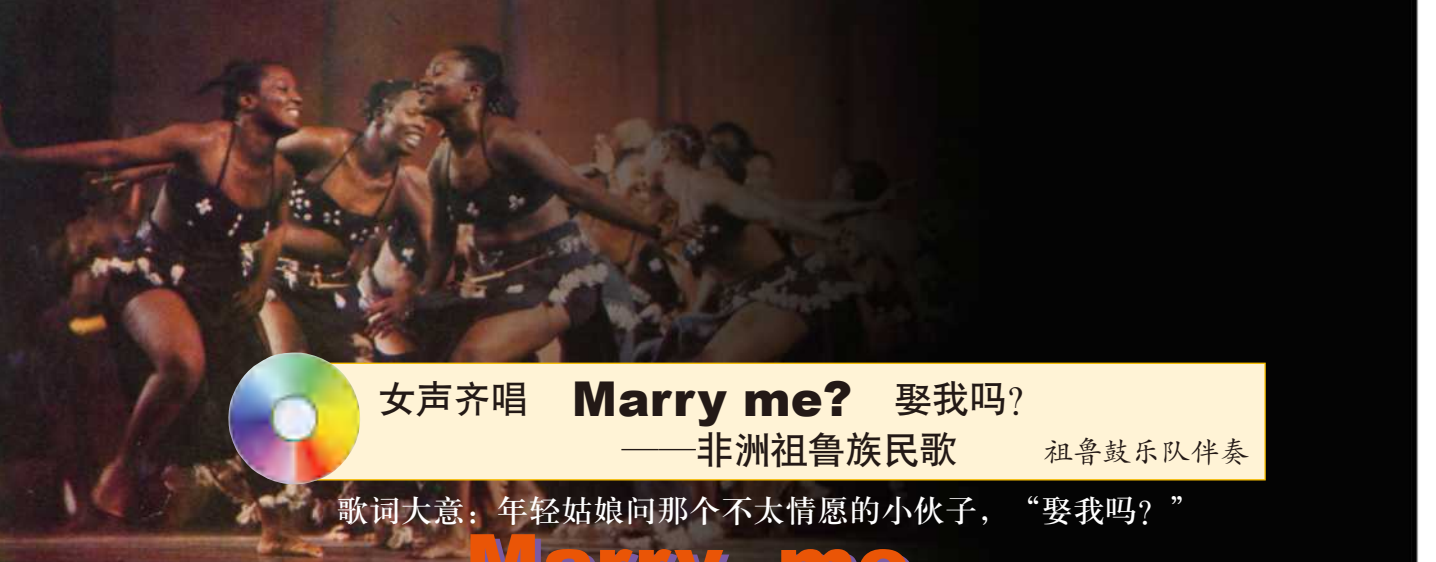 女声齐唱 Marry me? 娶我吗?
——非洲祖鲁族民歌 祖鲁鼓乐队伴奏
歌词大意：年轻姑娘问那个不太情愿的小伙子，“娶我吗？”
Marry me